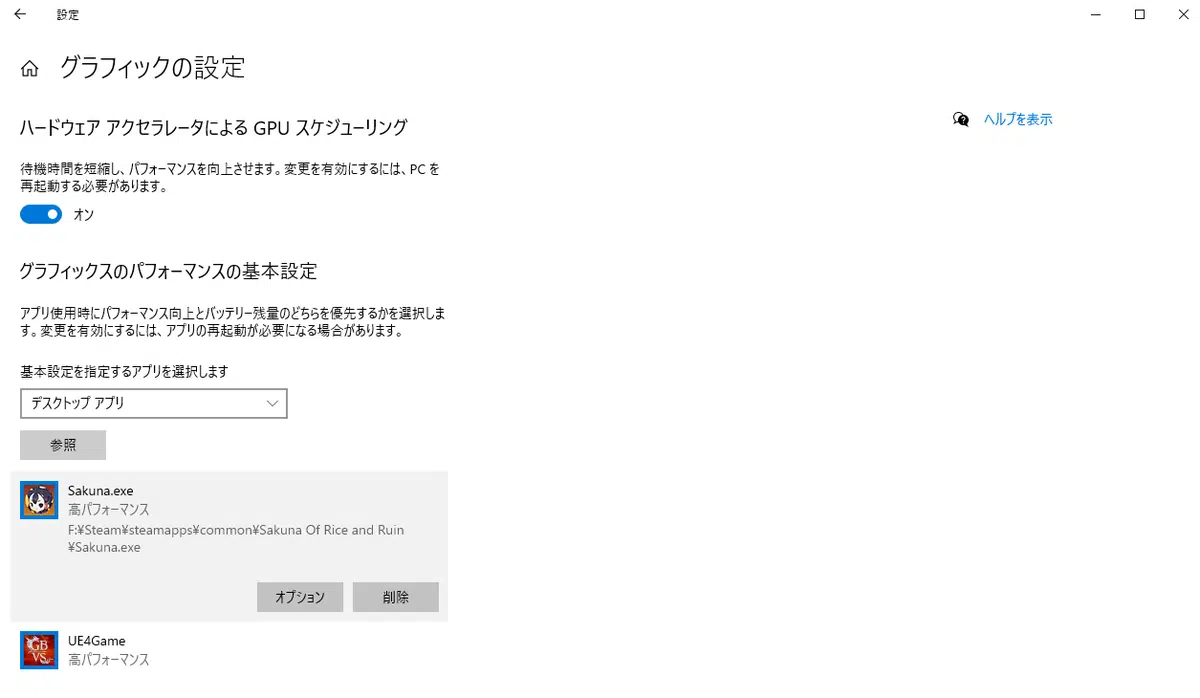 設定
グラフィックの設定
ハードウェア アクセラレータによる GPU スケジューリング
ヘルプを表示
待機時間を短縮し、パフォーマンスを向上させます。変更を有効にするには、PC を
再起動する必要があります。
オン
グラフィックスのパフォーマンスの基本設定
アプリ使用時にパフォーマンス向上とバッテリー残量のどちらを優先するかを選択しま
す。変更を有効にするには、アプリの再起動が必要になる場合があります。
基本設定を指定するアプリを選択します
デスクトップ アプリ
参照
Sakuna.exe
高パフォーマンス
F:¥Steam¥steamapps¥common¥Sakuna Of Rice and Ruin
¥Sakuna.exe
オプション
削除
GB
VS
UE4Game
高パフォーマンス